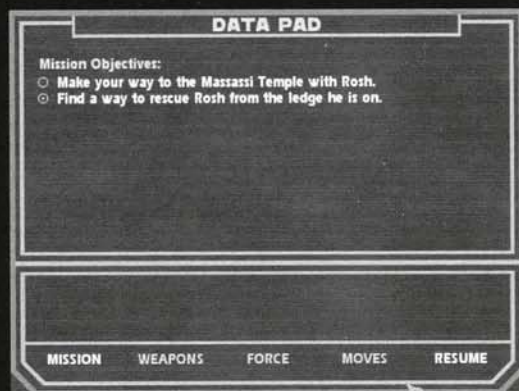 DATA PAD
Mission Objectives:
Make your way to the Massassi Temple with Rosh.
Find a way to rescue Rosh from the ledge he is on.
MISSION WEAPONS FORCE MOVES RESUME